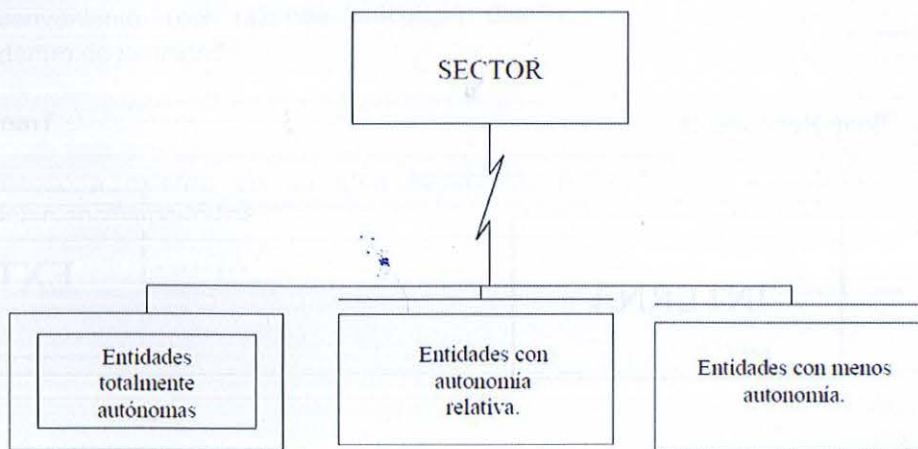 SECTOR
Entidades
totalmente
autónomas
Entidades con
autonomía
relativa.
Entidades con menos
autonomía.